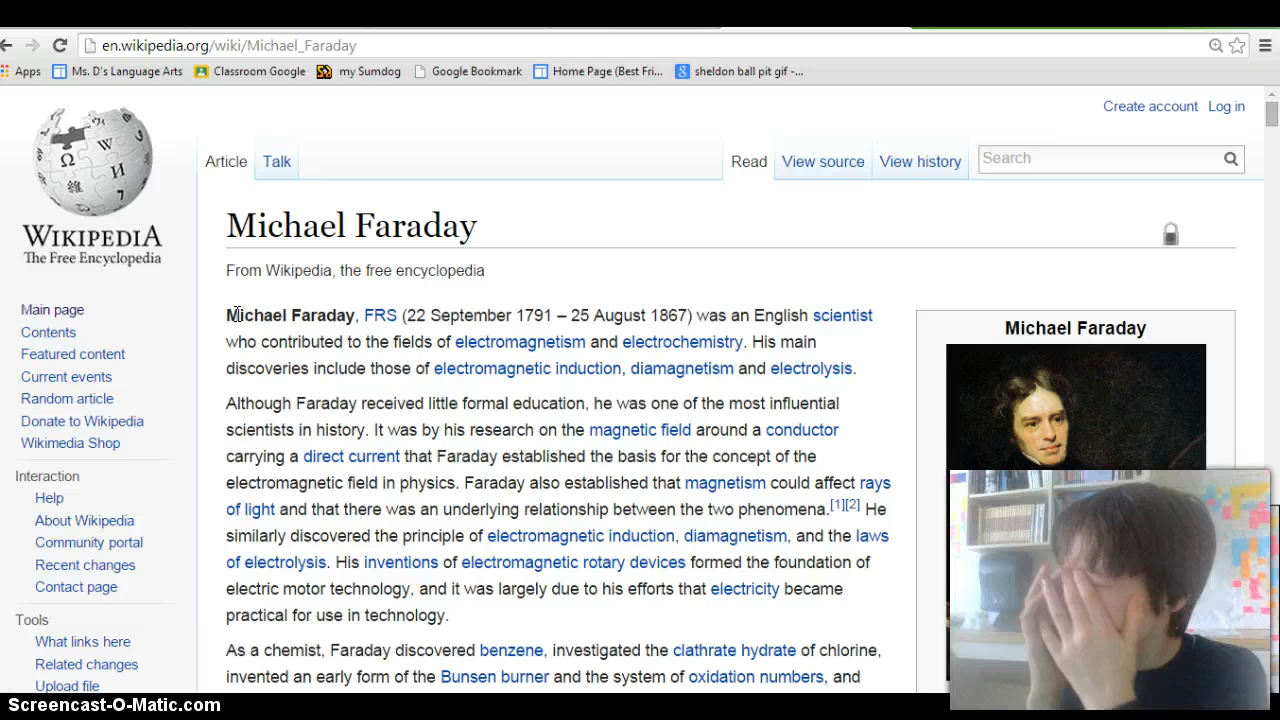 en.wikipedia.org/wiki/Michael_Faraday
Apps Ms. D's Language Arts Classroom Google my Sumdog Google Bookmark Home Page (Best Fri... sheldon ball pit gif -...
Create account Log in
Article Talk Read View source View history Search
WIKIPEDIA
The Free Encyclopedia
Michael Faraday
From Wikipedia, the free encyclopedia
Main page
Contents
Featured content
Current events
Random article
Donate to Wikipedia
Wikimedia Shop
Interaction
Help
About Wikipedia
Community portal
Recent changes
Contact page
Tools
What links here
Related changes
Upload file
Michael Faraday, FRS (22 September 1791 – 25 August 1867) was an English scientist
who contributed to the fields of electromagnetism and electrochemistry. His main
discoveries include those of electromagnetic induction, diamagnetism and electrolysis.
Although Faraday received little formal education, he was one of the most influential
scientists in history. It was by his research on the magnetic field around a conductor
carrying a direct current that Faraday established the basis for the concept of the
electromagnetic field in physics. Faraday also established that magnetism could affect rays
of light and that there was an underlying relationship between the two phenomena.[1][2] He
similarly discovered the principle of electromagnetic induction, diamagnetism, and the laws
of electrolysis. His inventions of electromagnetic rotary devices formed the foundation of
electric motor technology, and it was largely due to his efforts that electricity became
practical for use in technology.
As a chemist, Faraday discovered benzene, investigated the clathrate hydrate of chlorine,
invented an early form of the Bunsen burner and the system of oxidation numbers, and
Michael Faraday
Screencast-O-Matic.com